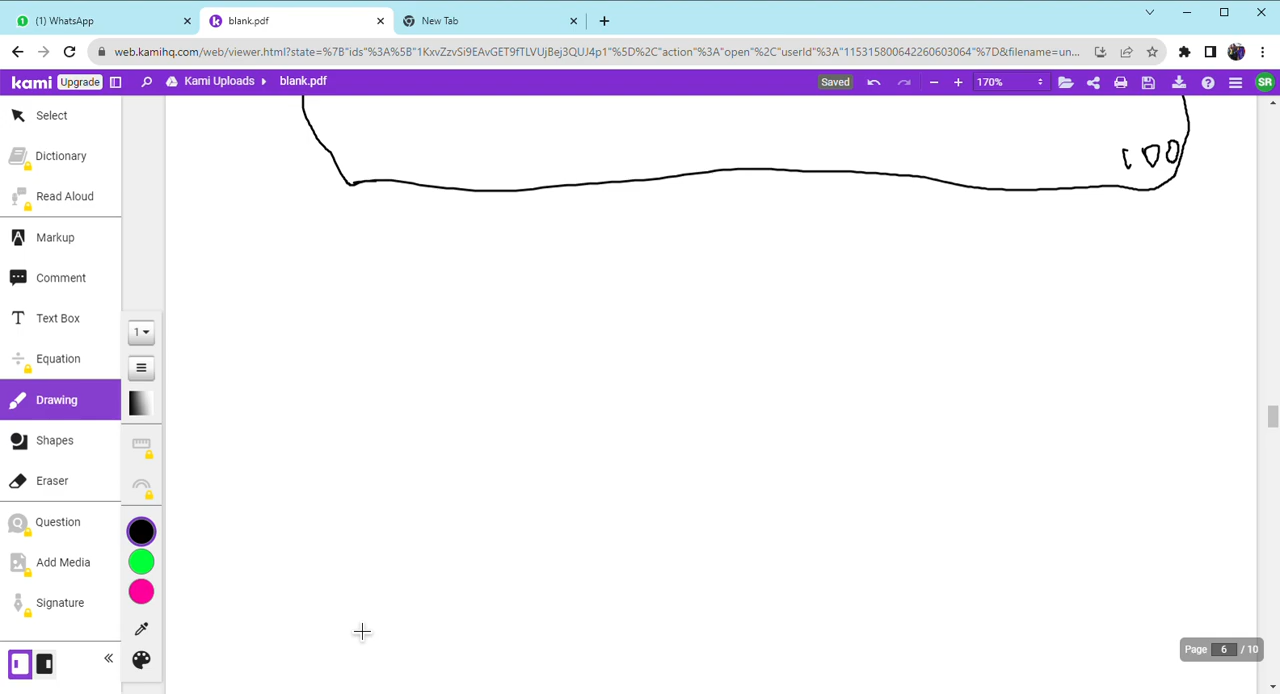 (1) WhatsApp
blank.pdf
New Tab
web.kamihq.com/web/viewer.html?state=%7B"ids"%3A%5B"1KxvZzvSi9EAvGET9fTLVUjBej3QUJ4p1"%5D%2C"action"%3A"open"%2C"userId"%3A"115315800642260603064"%7D&filename=un...
kami Upgrade
Kami Uploads
blank.pdf
Saved
170%
SR
Select
Dictionary
Read Aloud
Markup
Comment
Text Box
Equation
Drawing
Shapes
Eraser
Question
Add Media
Signature
1
100
Page 6 / 10